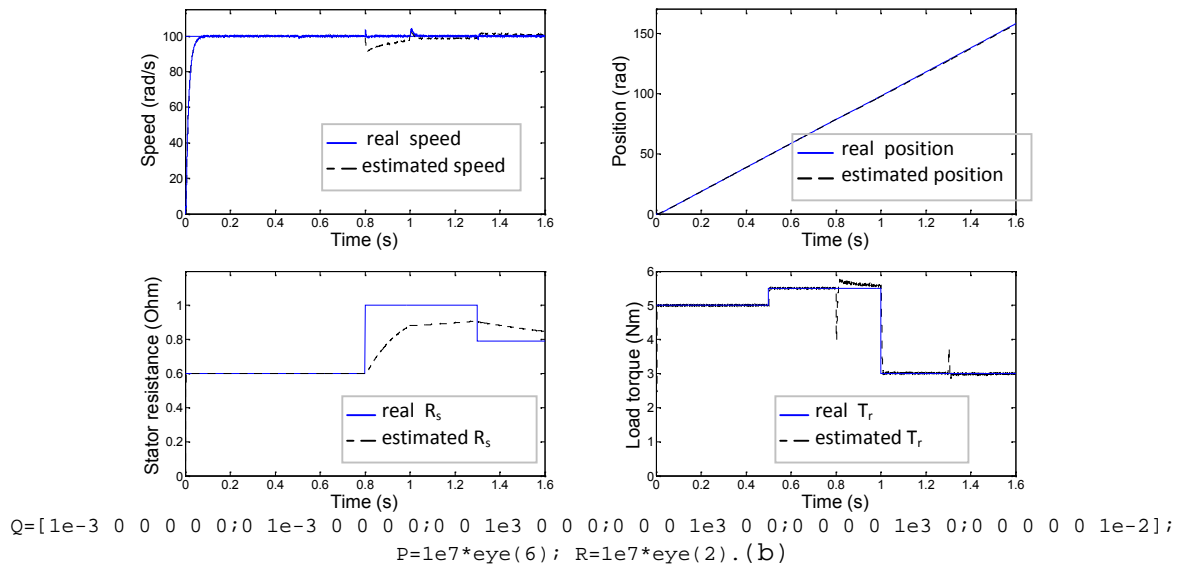 100
80
60
40
20
0
Speed (rad/s)
real speed
estimated speed
0 0.2 0.4 0.6 0.8 1 1.2 1.4 1.6
Time (s)
150
100
50
0
Position (rad)
real position
estimated position
0 0.2 0.4 0.6 0.8 1 1.2 1.4 1.6
Time (s)
1
0.8
0.6
0.4
0.2
0
Stator resistance (Ohm)
real Rs
estimated Rs
0 0.2 0.4 0.6 0.8 1 1.2 1.4 1.6
Time (s)
6
5
4
3
2
1
0
Load torque (Nm)
real Tr
estimated Tr
0 0.2 0.4 0.6 0.8 1 1.2 1.4 1.6
Time (s)
Q=[1e-3 0 0 0 0 0;0 1e-3 0 0 0 0;0 0 1e3 0 0 0;0 0 0 1e3 0 0;0 0 0 0 1e3 0;0 0 0 0 0 1e-2];
P=1e7*eye(6); R=1e7*eye(2).(b)